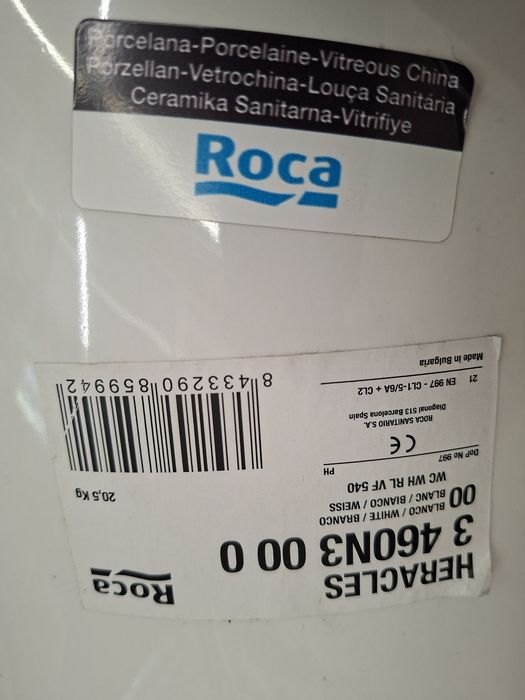 Porcelana-Porcelaine-Vitreous China
Porzellan-Vetrochina-Louça Sanitária
Ceramika Sanitarna-Vitrifiye
Roca
Roca
HERACLES
3 460N3 00 0
00 BLANCO / WHITE / BRANCO
BLANC / BIANCO / WEISS
WC WH RL VF 540
20,5 Kg
DoP No 997
PH
CE
ROCA SANITARIO S.A.
Diagonal 513 Barcelona Spain
21 EN 997 - CL1-5/6A + CL2
Made in Bulgaria
8 433290 859942